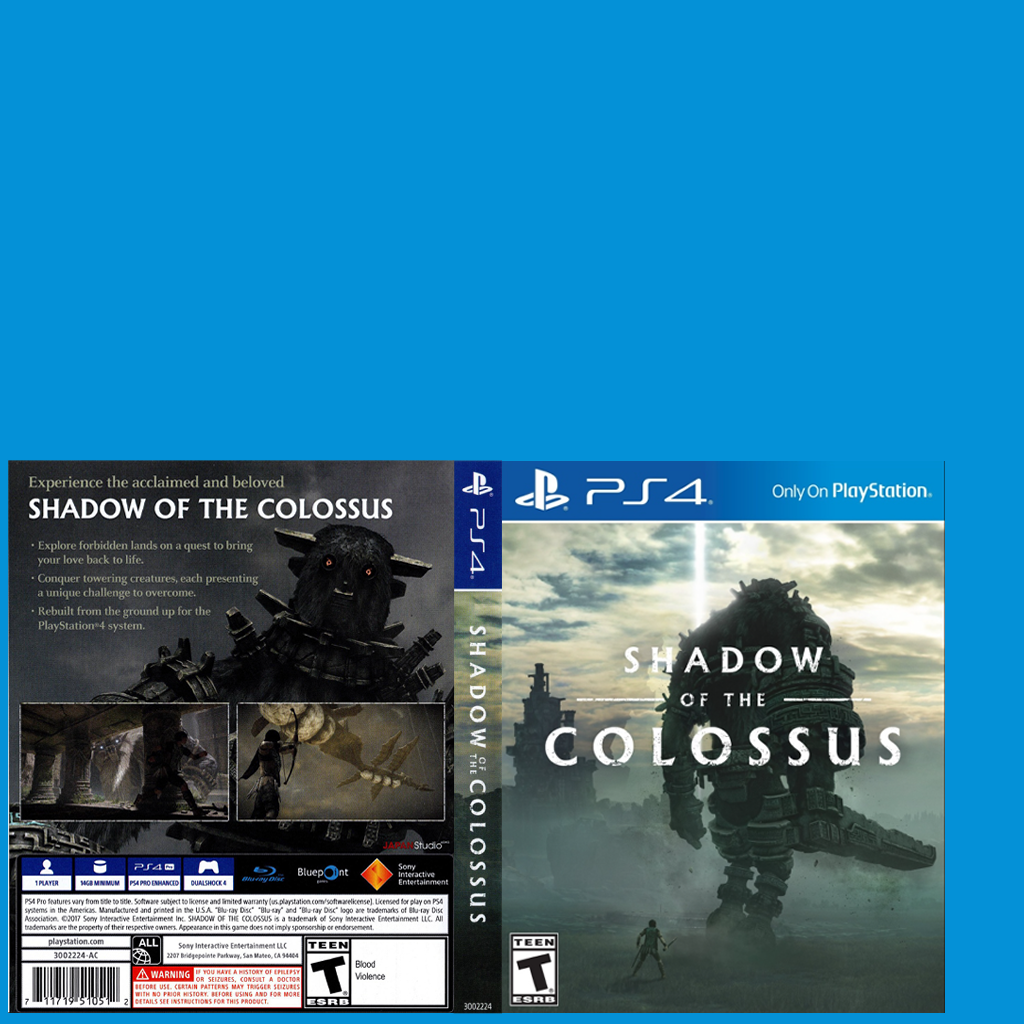 Experience the acclaimed and beloved
SHADOW OF THE COLOSSUS
· Explore forbidden lands on a quest to bring
your love back to life.
· Conquer towering creatures, each presenting
a unique challenge to overcome.
· Rebuilt from the ground up for the
PlayStation®4 system.
JAPAN Studio
1 PLAYER
14GB MINIMUM
PS4 Pro
PS4 PRO ENHANCED
DUALSHOCK 4
Blu-ray Disc
Bluepoint
games
Sony
Interactive
Entertainment
PS4 Pro features vary from title to title. Software subject to license and limited warranty (us.playstation.com/softwarelicense). Licensed for play on PS4
systems in the Americas. Manufactured and printed in the U.S.A. "Blu-ray Disc" "Blu-ray" and "Blu-ray Disc" logo are trademarks of Blu-ray Disc
Association. ©2017 Sony Interactive Entertainment Inc. SHADOW OF THE COLOSSUS is a trademark of Sony Interactive Entertainment LLC. All
trademarks are the property of their respective owners. Appearance in this game does not imply sponsorship or endorsement.
playstation.com
3002224-AC
7 11719 51051 2
ALL
Sony Interactive Entertainment LLC
2207 Bridgepointe Parkway, San Mateo, CA 94404
WARNING IF YOU HAVE A HISTORY OF EPILEPSY
OR SEIZURES, CONSULT A DOCTOR
BEFORE USE. CERTAIN PATTERNS MAY TRIGGER SEIZURES
WITH NO PRIOR HISTORY. BEFORE USING AND FOR MORE
DETAILS SEE INSTRUCTIONS FOR THIS PRODUCT.
TEEN
T
ESRB
Blood
Violence
PS4
SHADOW OF THE COLOSSUS
3002224
PS4
Only On PlayStation®
SHADOW
OF THE
COLOSSUS
TEEN
T
ESRB